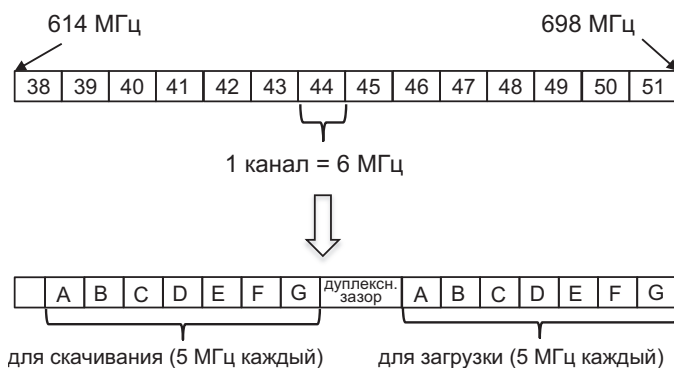 614 МГц 698 МГц
38 39 40 41 42 43 44 45 46 47 48 49 50 51
1 канал = 6 МГц
A B C D E F G дуплексн. зазор A B C D E F G
для скачивания (5 МГц каждый) для загрузки (5 МГц каждый)